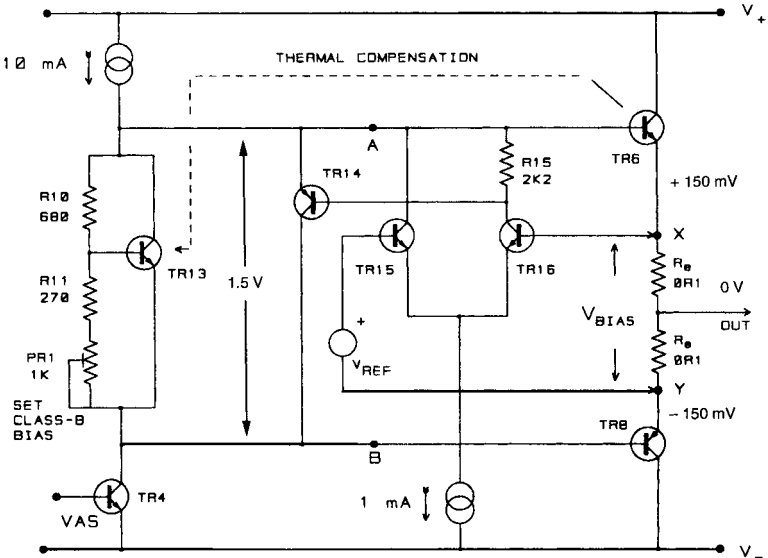 V+
10 mA
THERMAL COMPENSATION
A
TR6
TR14
R15
2K2
+150 mV
R10
680
TR13
TR15
TR16
X
R11
270
1.5 V
Re
0R1
0 V
OUT
VBIAS
+
VREF
PR1
1K
Re
0R1
SET
CLASS-B
BIAS
Y
-150 mV
TR8
B
TR4
VAS
1 mA
V-